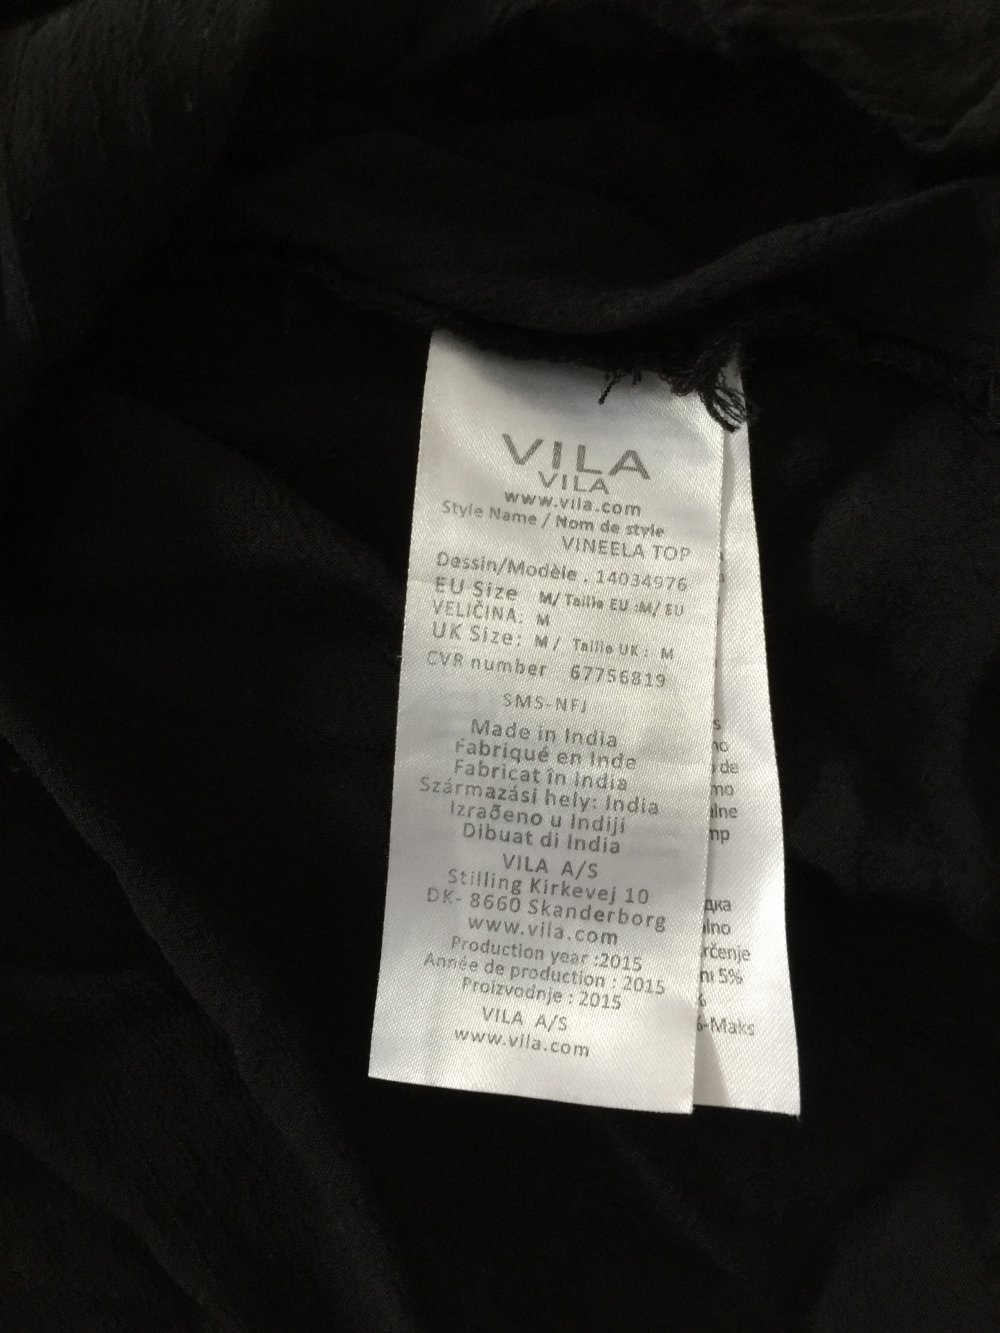 VILA
VILA
www.vila.com
Style Name / Nom de style
VINEELA TOP
Dessin/Modèle . 14034976
EU Size M/ Taille EU :M/ EU
VELIČINA: M
UK Size: M / Taille UK : M
CVR number 67756819
SMS-NFJ
Made in India
Fabriqué en Inde
Fabricat în India
Származási hely: India
Izrađeno u Indiji
Dibuat di India
VILA A/S
Stilling Kirkevej 10
DK- 8660 Skanderborg
www.vila.com
Production year :2015
Année de production : 2015
Proizvodnje : 2015
VILA A/S
www.vila.com
de
5%
-Maks